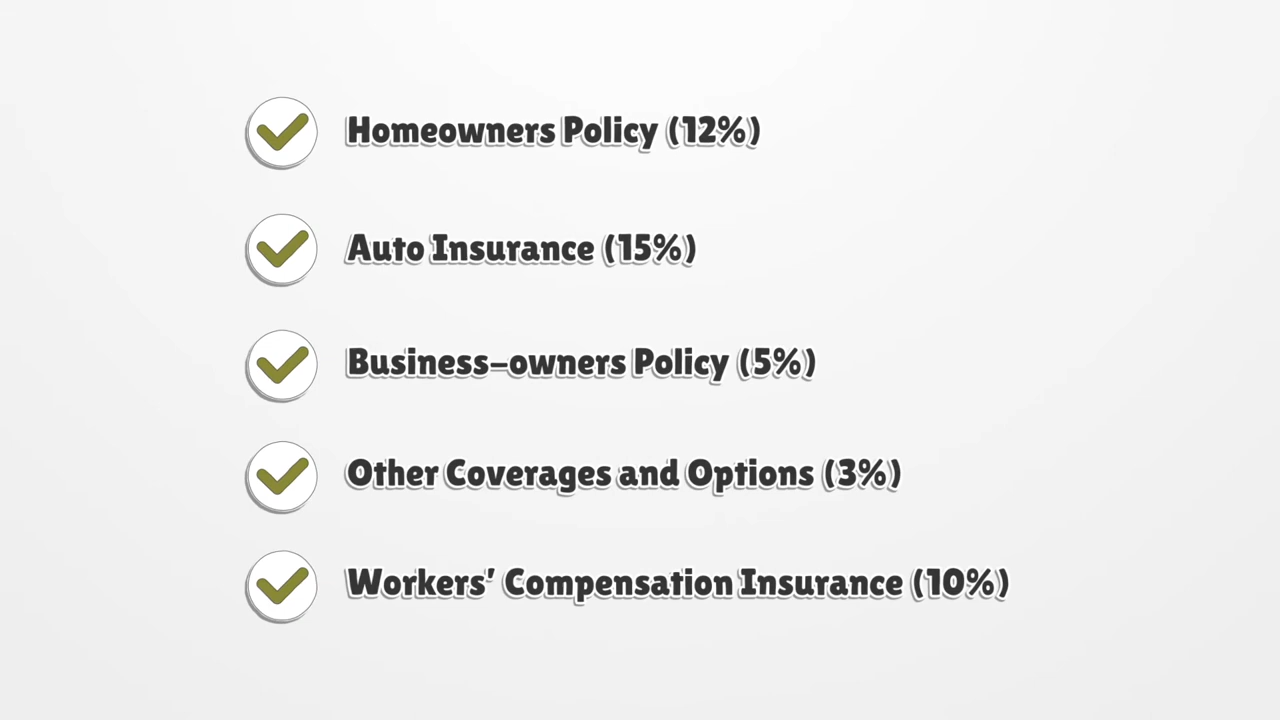 Homeowners Policy (12%)
Auto Insurance (15%)
Business–owners Policy (5%)
Other Coverages and Options (3%)
Workers’ Compensation Insurance (10%)